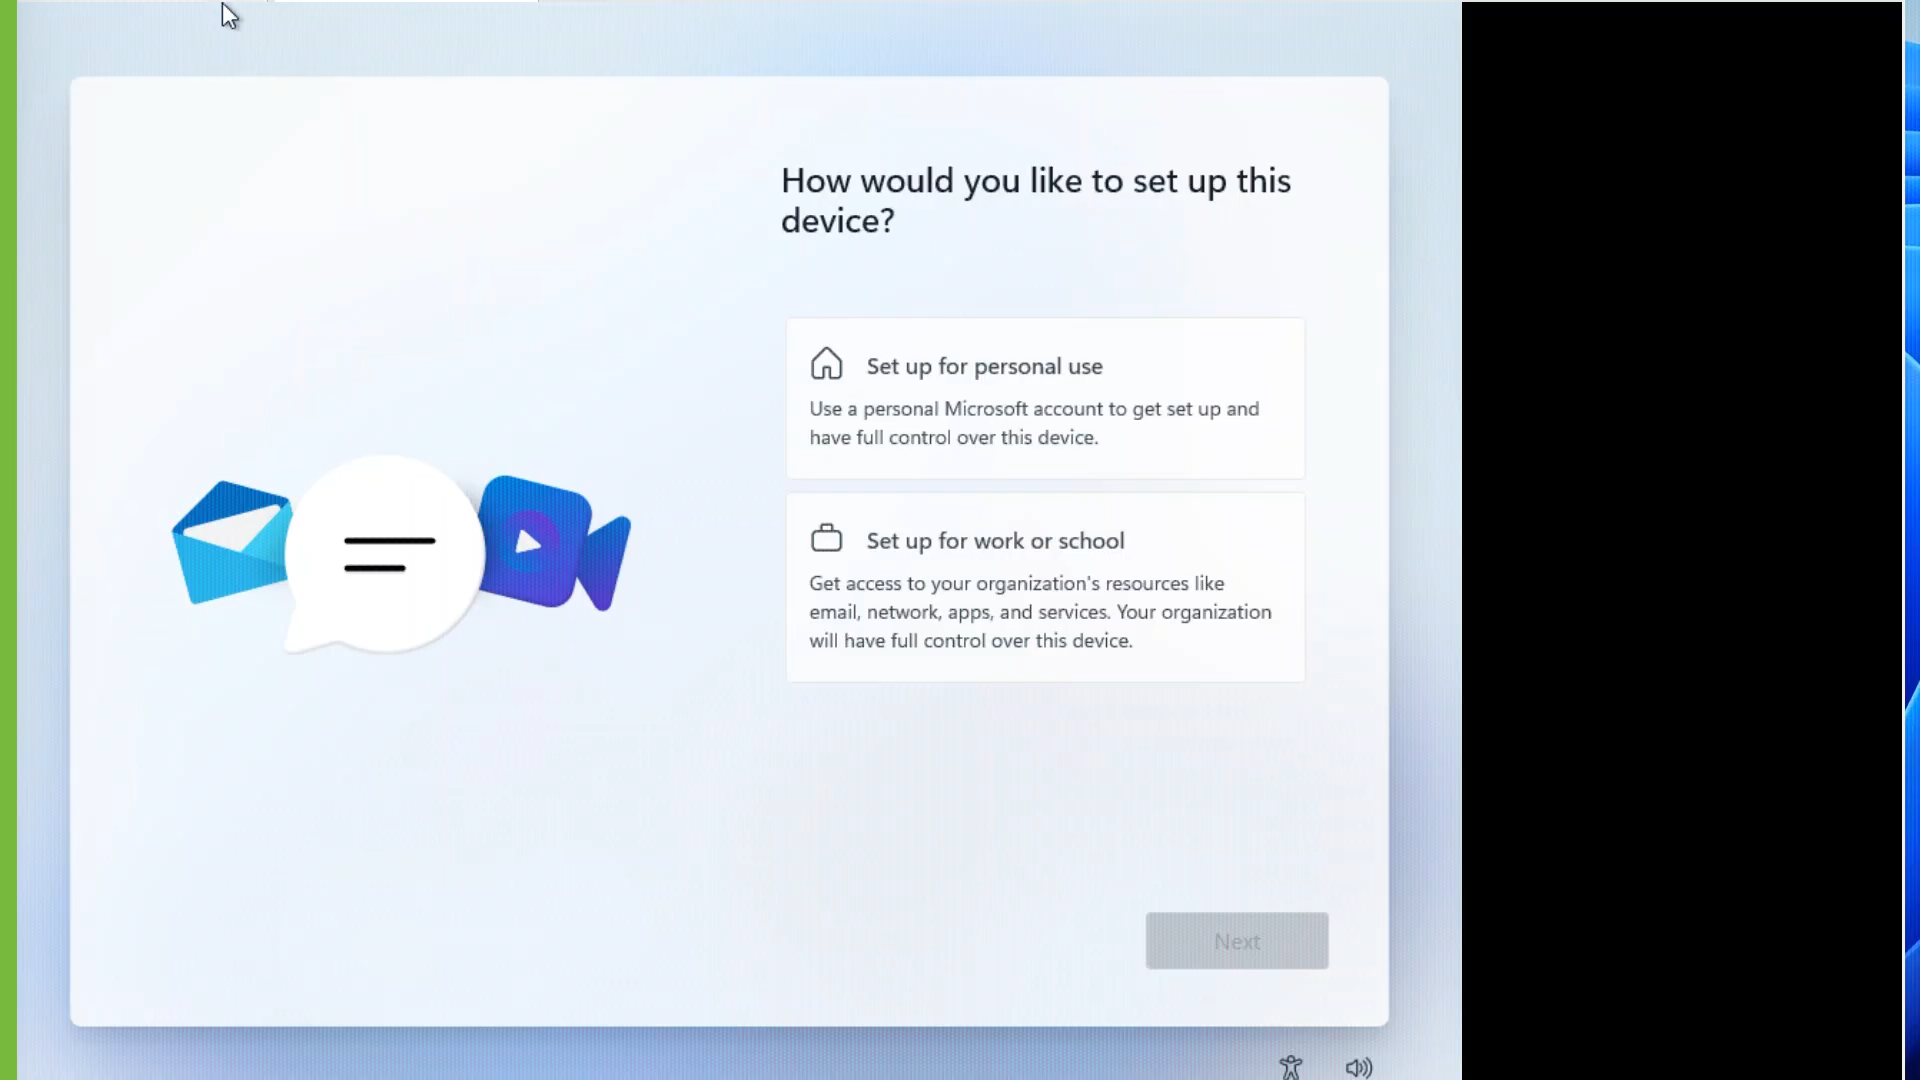 How would you like to set up this
device?
Set up for personal use
Use a personal Microsoft account to get set up and
have full control over this device.
Set up for work or school
Get access to your organization's resources like
email, network, apps, and services. Your organization
will have full control over this device.
Next